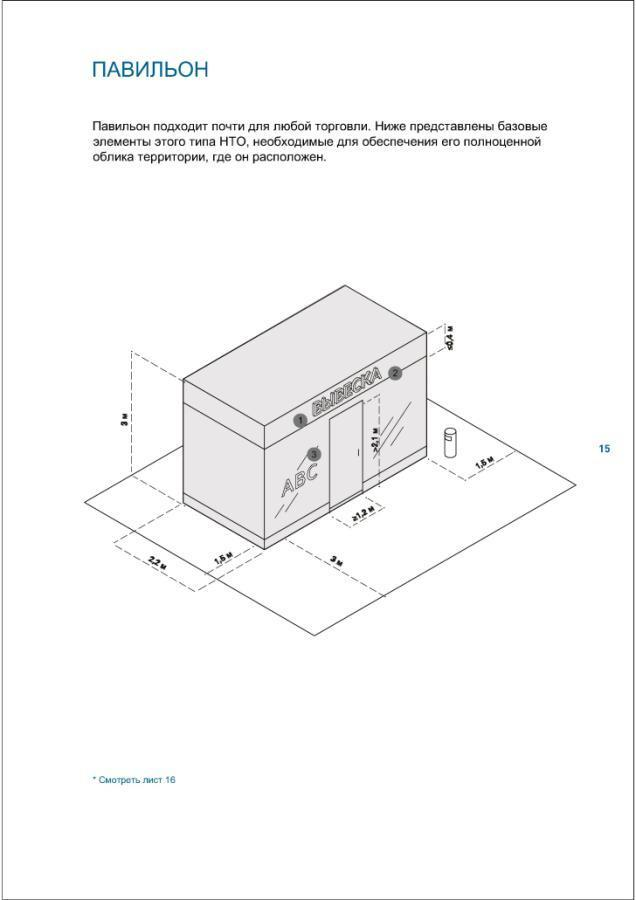 ПАВИЛЬОН
Павильон подходит почти для любой торговли. Ниже представлены базовые
элементы этого типа НТО, необходимые для обеспечения его полноценной
облика территории, где он расположен.
≤0,4 м
2
ВЫВЕСКА
1
3 м
≥2,1 м
15
3
1,5 м
ABC
≥1,2 м
2,2 м
1,5 м
3 м
* Смотреть лист 16